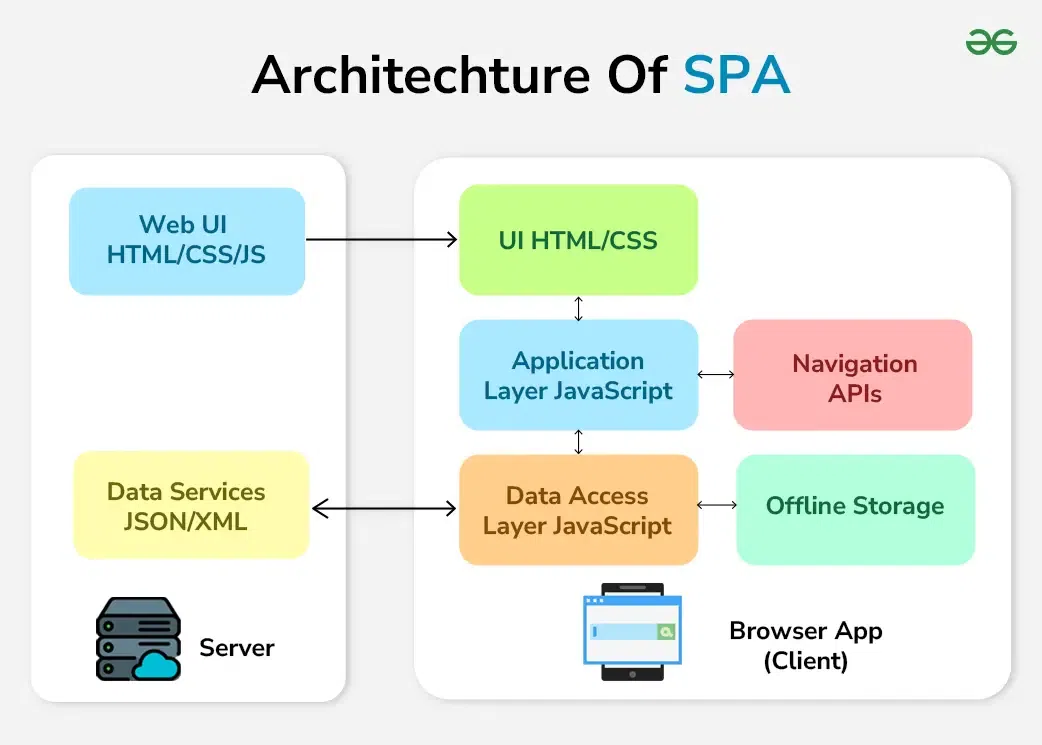 Architechture Of SPA
Web UI
HTML/CSS/JS
UI HTML/CSS
Application
Layer JavaScript
Navigation
APIs
Data Services
JSON/XML
Data Access
Layer JavaScript
Offline Storage
Server
Browser App
(Client)